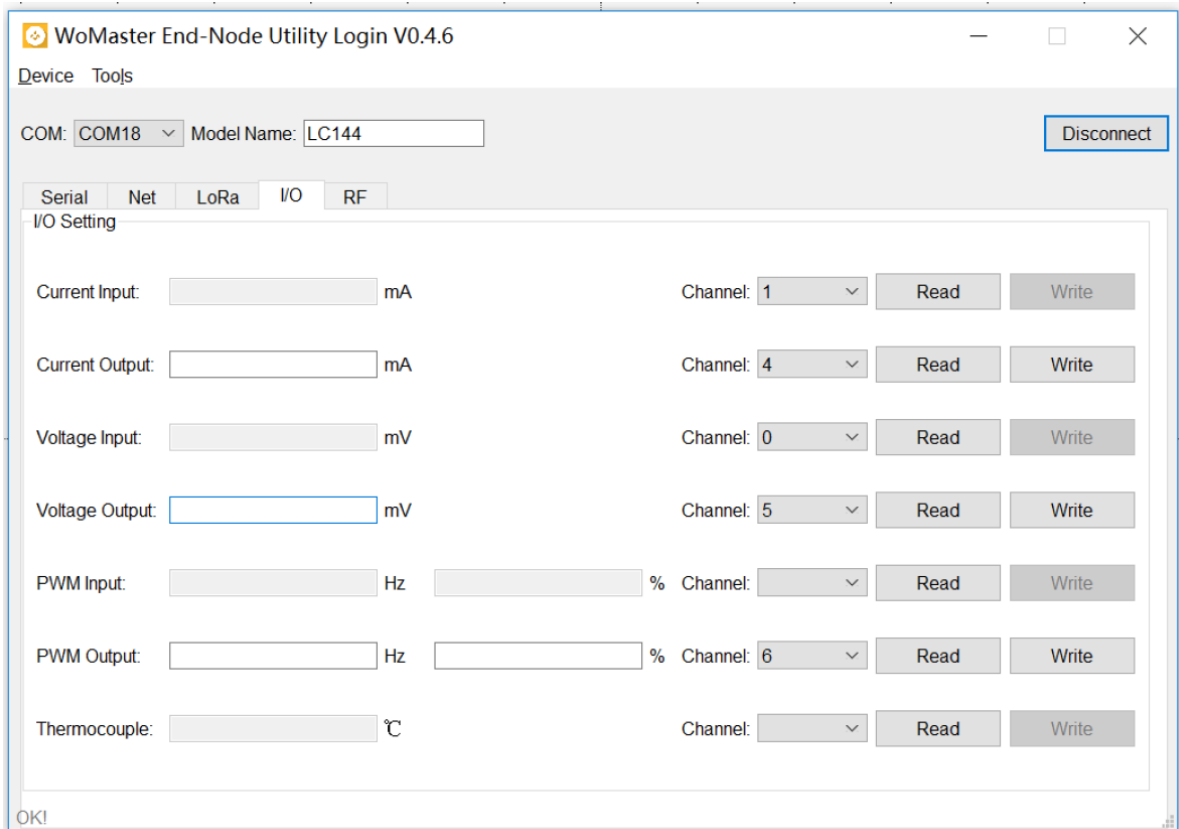 WoMaster End-Node Utility Login V0.4.6
Device Tools
COM: COM18 Model Name: LC144 Disconnect
Serial Net LoRa I/O RF
I/O Setting
Current Input: mA Channel: 1 Read Write
Current Output: mA Channel: 4 Read Write
Voltage Input: mV Channel: 0 Read Write
Voltage Output: mV Channel: 5 Read Write
PWM Input: Hz % Channel: Read Write
PWM Output: Hz % Channel: 6 Read Write
Thermocouple: ℃ Channel: Read Write
OK!